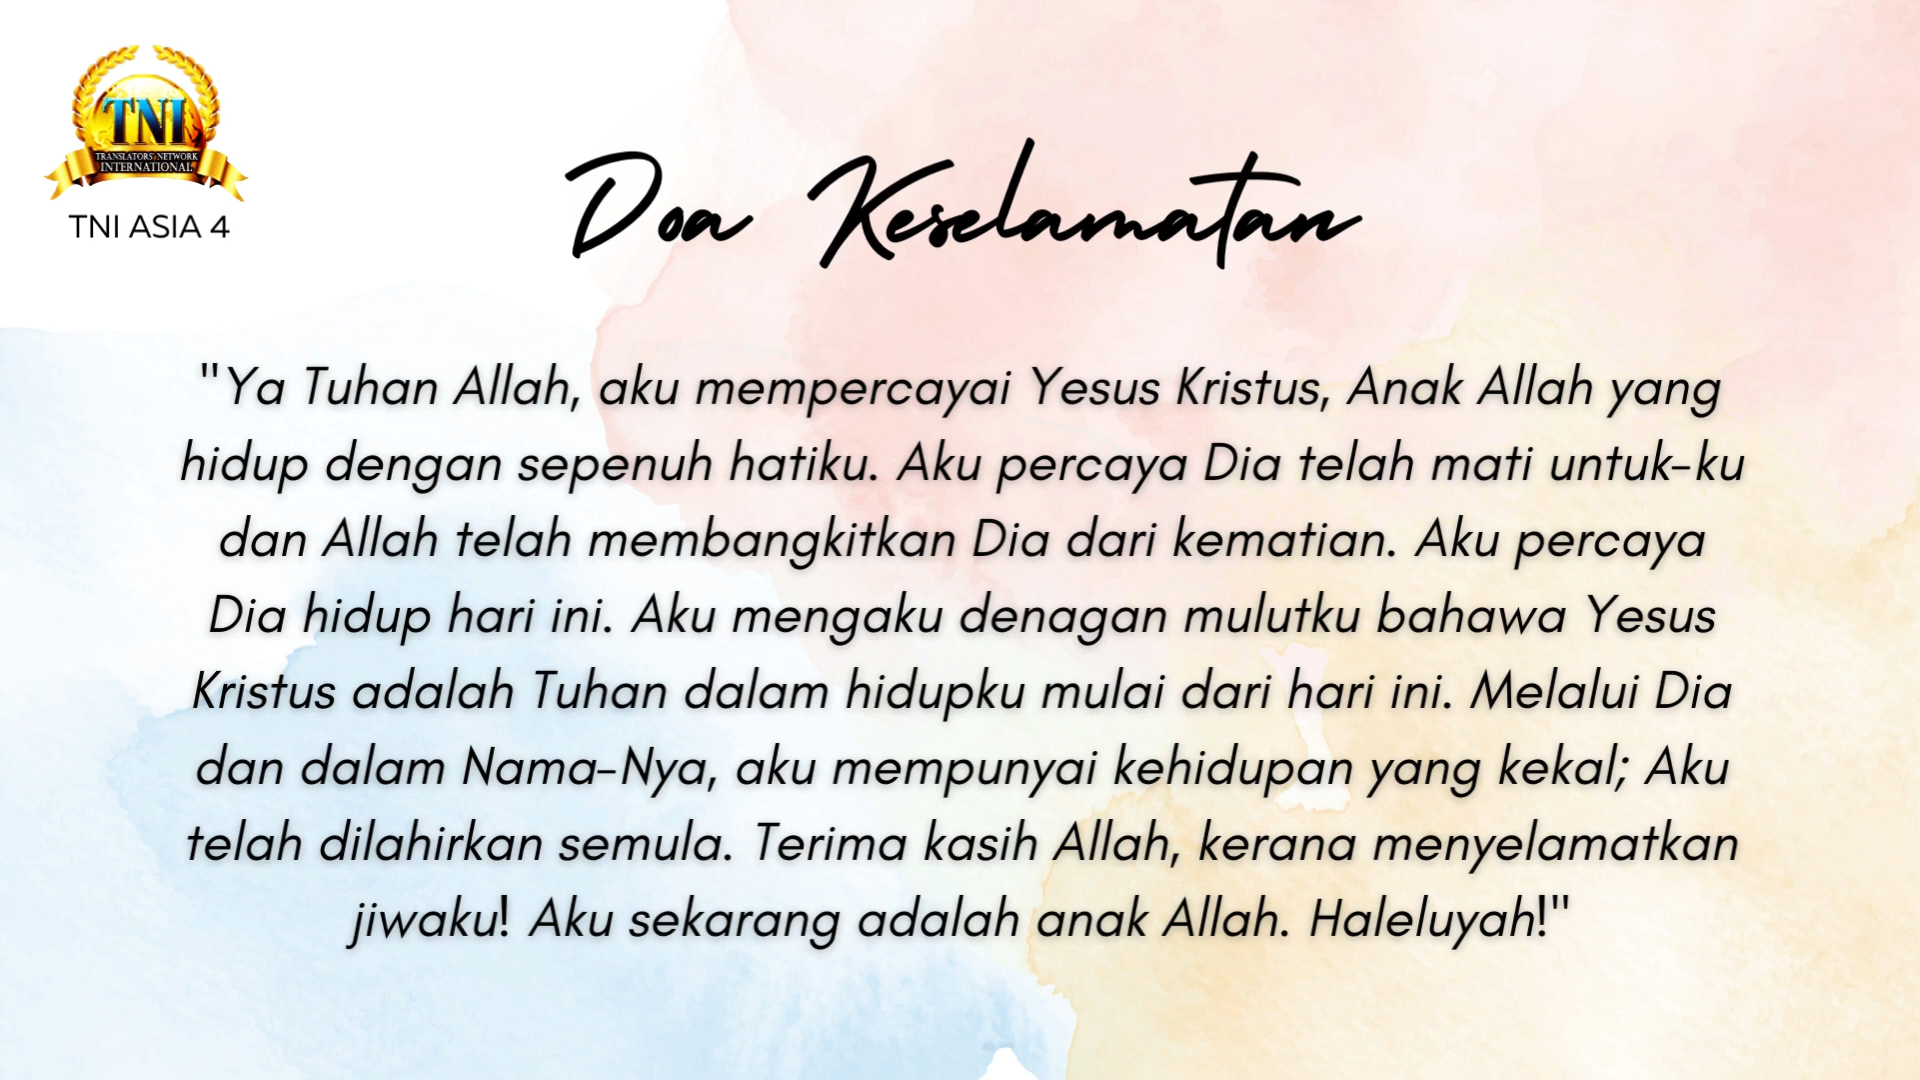 TNI
TRANSLATORS NETWORK
INTERNATIONAL
TNI ASIA 4
Doa Keselamatan
"Ya Tuhan Allah, aku mempercayai Yesus Kristus, Anak Allah yang
hidup dengan sepenuh hatiku. Aku percaya Dia telah mati untuk-ku
dan Allah telah membangkitkan Dia dari kematian. Aku percaya
Dia hidup hari ini. Aku mengaku denagan mulutku bahawa Yesus
Kristus adalah Tuhan dalam hidupku mulai dari hari ini. Melalui Dia
dan dalam Nama-Nya, aku mempunyai kehidupan yang kekal; Aku
telah dilahirkan semula. Terima kasih Allah, kerana menyelamatkan
jiwaku! Aku sekarang adalah anak Allah. Haleluyah!"